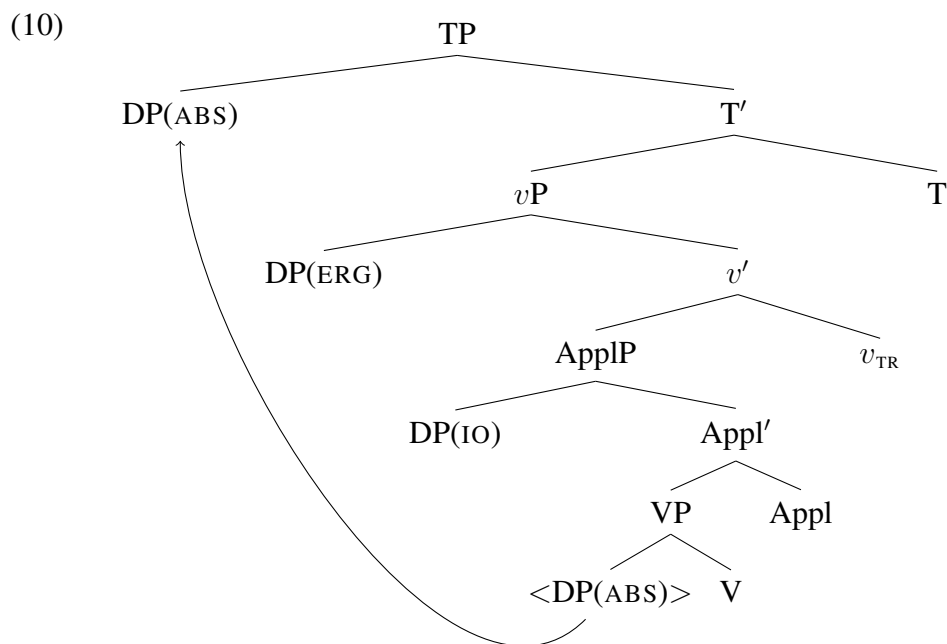 (10)
TP
DP(ABS) T′
vP T
DP(ERG) v′
ApplP vTR
DP(IO) Appl′
VP Appl
<DP(ABS)> V